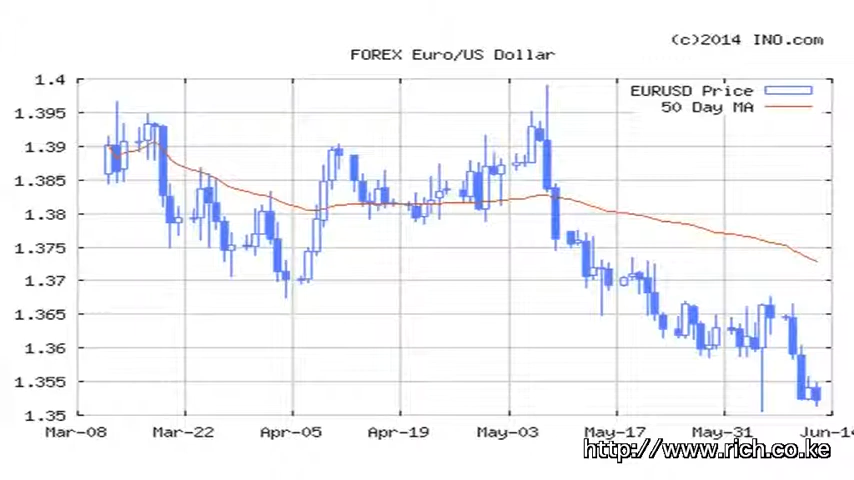 (c)2014 INO.com
FOREX Euro/US Dollar
EURUSD Price
50 Day MA
1.4
1.395
1.39
1.385
1.38
1.375
1.37
1.365
1.36
1.355
1.35
Mar-08 Mar-22 Apr-05 Apr-19 May-03 May-17 May-31 Jun-14
http://www.rich.co.ke